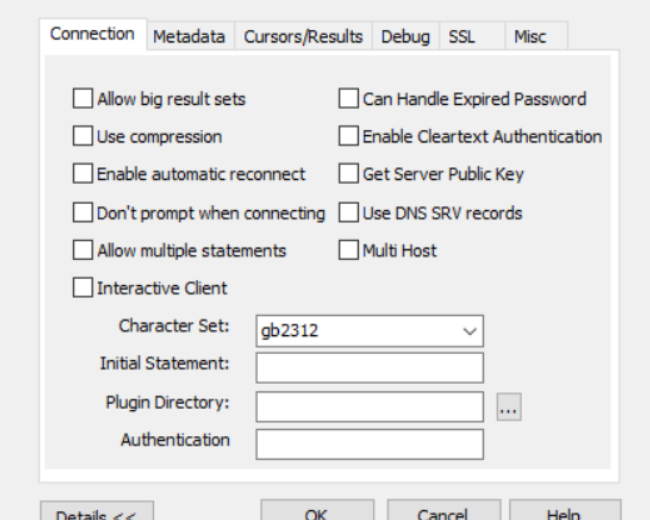 Connection Metadata Cursors/Results Debug SSL Misc
Allow big result sets Can Handle Expired Password
Use compression Enable Cleartext Authentication
Enable automatic reconnect Get Server Public Key
Don't prompt when connecting Use DNS SRV records
Allow multiple statements Multi Host
Interactive Client
Character Set: gb2312
Initial Statement:
Plugin Directory: ...
Authentication
Details << OK Cancel Help